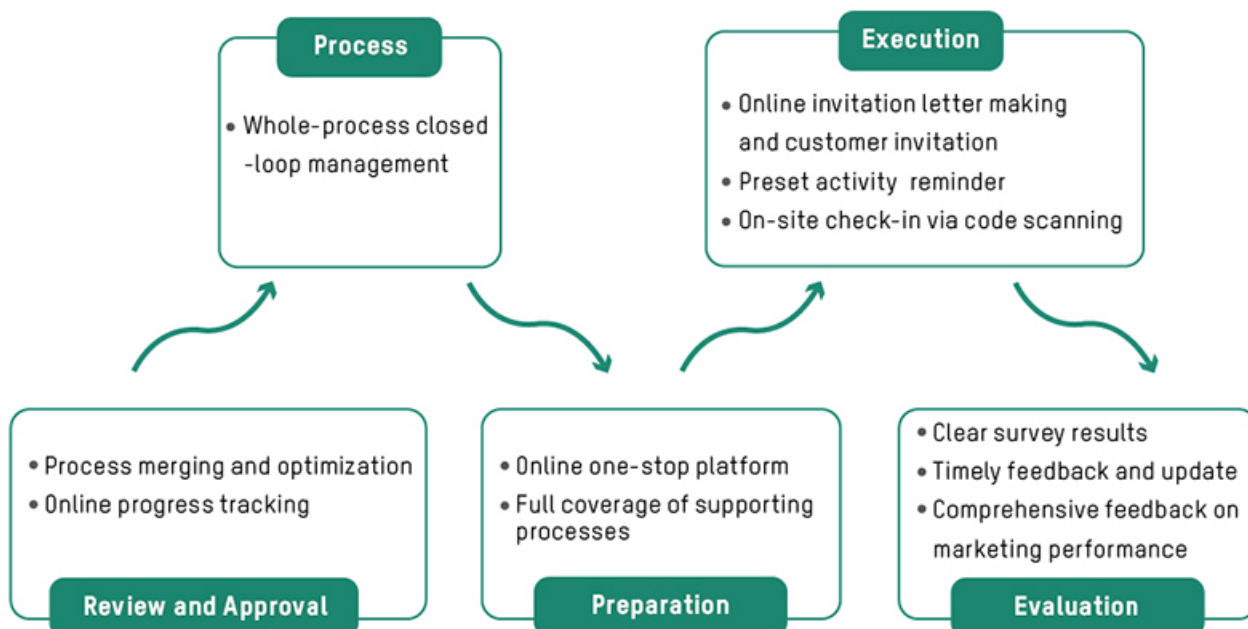 Process
• Whole-process closed
-loop management
Execution
• Online invitation letter making
and customer invitation
• Preset activity reminder
• On-site check-in via code scanning
• Process merging and optimization
• Online progress tracking
Review and Approval
• Online one-stop platform
• Full coverage of supporting
processes
Preparation
• Clear survey results
• Timely feedback and update
• Comprehensive feedback on
marketing performance
Evaluation